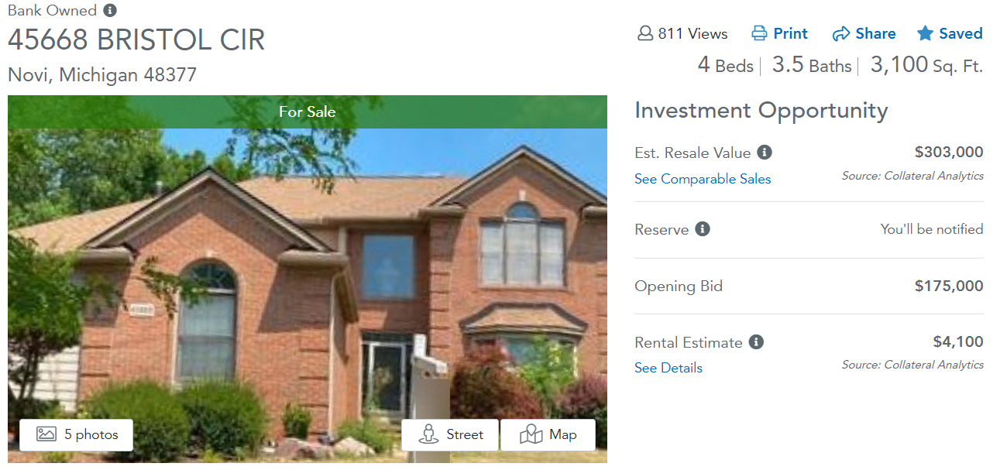 Bank Owned
45668 BRISTOL CIR
Novi, Michigan 48377
811 Views Print Share Saved
4 Beds | 3.5 Baths | 3,100 Sq. Ft.
For Sale
5 photos
Street
Map
Investment Opportunity
Est. Resale Value $303,000
See Comparable Sales Source: Collateral Analytics
Reserve You'll be notified
Opening Bid $175,000
Rental Estimate $4,100
See Details Source: Collateral Analytics